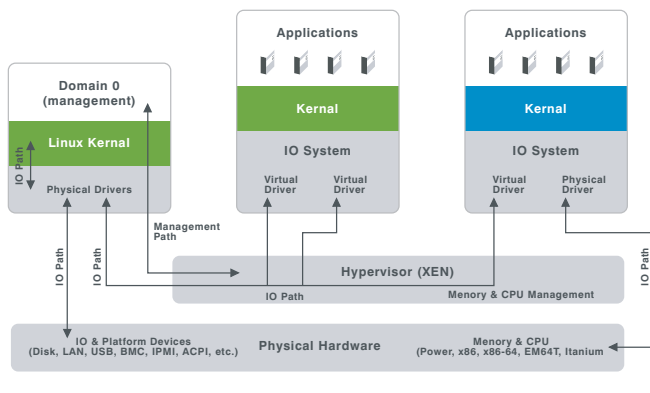 Applications
Applications
Domain 0
(management)
Kernal
Kernal
Linux Kernal
IO Path
IO System
IO System
Physical Drivers
Virtual
Driver
Virtual
Driver
Virtual
Driver
Physical
Driver
Management
Path
IO Path
IO Path
IO Path
Hypervisor (XEN)
IO Path
Menory & CPU Management
IO & Platform Devices
(Disk, LAN, USB, BMC, IPMI, ACPI, etc.)
Physical Hardware
Menory & CPU
(Power, x86, x86-64, EM64T, Itanium